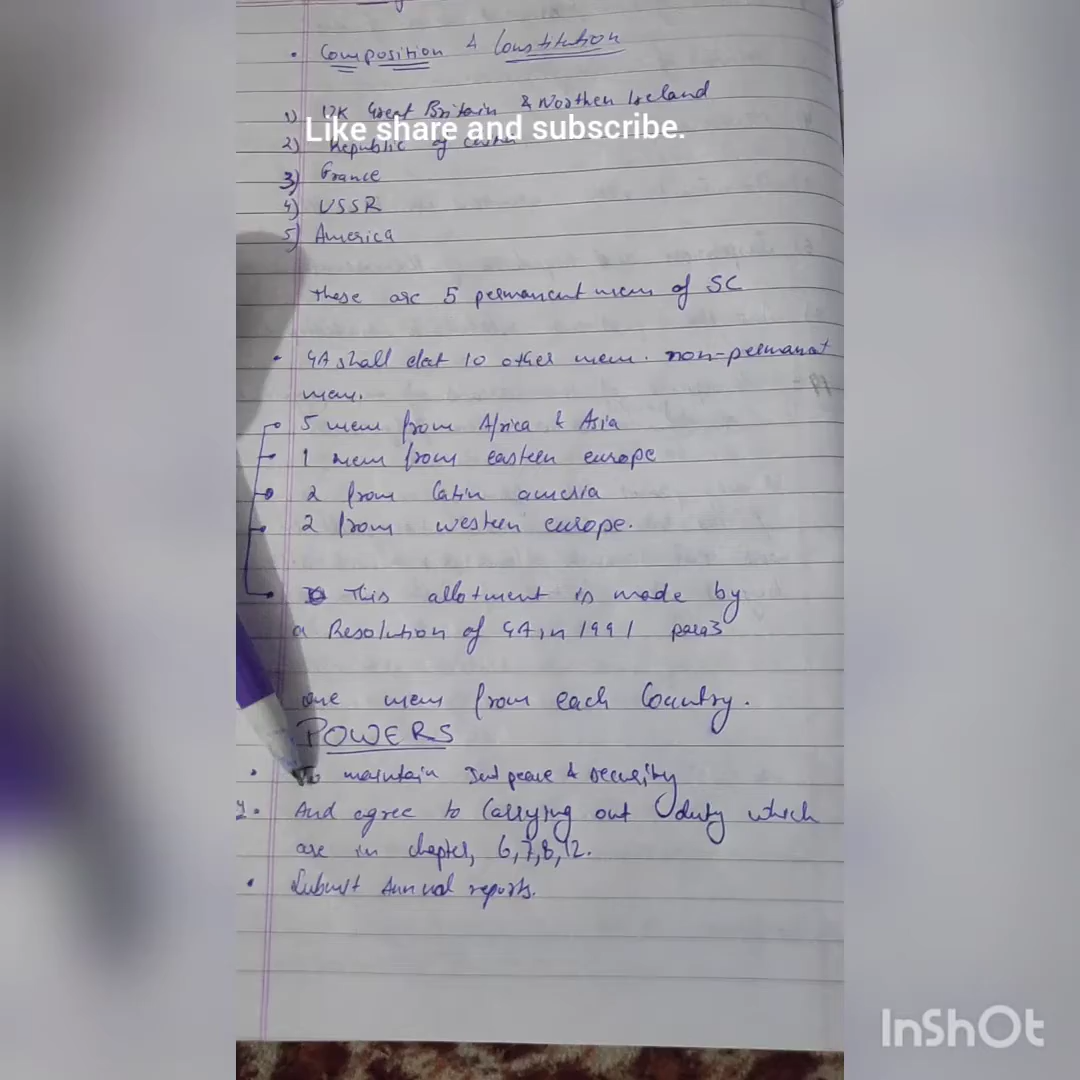 • Composition & Constitution
1) UK Great Britain & Northen Ireland
Like share and subscribe.
2) Republic of
3) France
4) USSR
5) America
These are 5 permanent mem of SC
• GA shall elect 10 other mem. non-permanat
mem.
5 mem from Africa & Asia
1 mem from eastern europe
2 from Latin ameria
2 from western europe.
This allotment is made by
a Resolution of GA in 1991 para3
one mem from each Country.
POWERS
• To maintain Int peace & security
2. And agree to Carrying out duty which
are in chapter, 6,7,8,12.
• Submit Annual reports.
InShOt